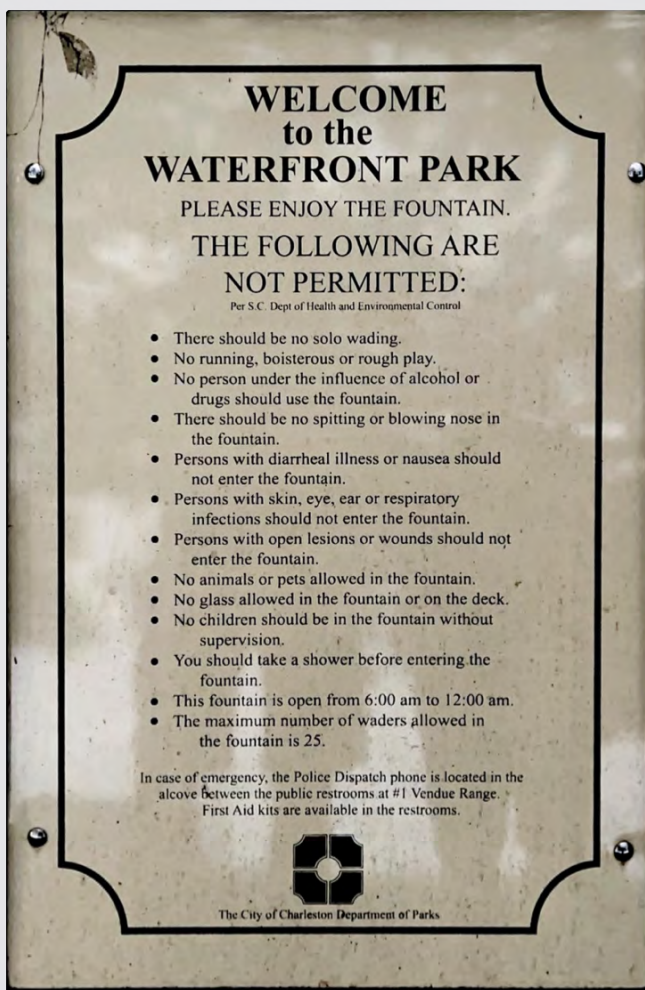 WELCOME
to the
WATERFRONT PARK
PLEASE ENJOY THE FOUNTAIN.
THE FOLLOWING ARE
NOT PERMITTED:
Per S.C. Dept of Health and Environmental Control
• There should be no solo wading.
• No running, boisterous or rough play.
• No person under the influence of alcohol or
drugs should use the fountain.
• There should be no spitting or blowing nose in
the fountain.
• Persons with diarrheal illness or nausea should
not enter the fountain.
• Persons with skin, eye, ear or respiratory
infections should not enter the fountain.
• Persons with open lesions or wounds should not
enter the fountain.
• No animals or pets allowed in the fountain.
• No glass allowed in the fountain or on the deck.
• No children should be in the fountain without
supervision.
• You should take a shower before entering the
fountain.
• This fountain is open from 6:00 am to 12:00 am.
• The maximum number of waders allowed in
the fountain is 25.
In case of emergency, the Police Dispatch phone is located in the
alcove between the public restrooms at #1 Vendue Range.
First Aid kits are available in the restrooms.
The City of Charleston Department of Parks